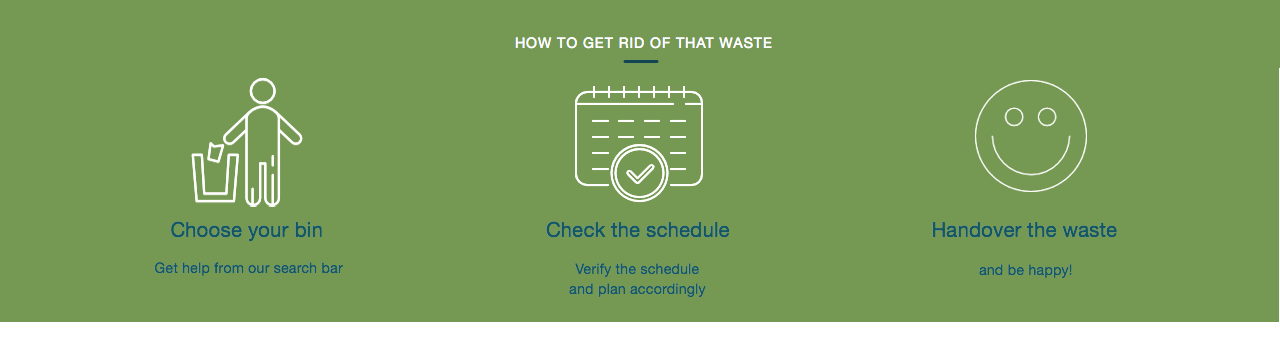 HOW TO GET RID OF THAT WASTE
Choose your bin
Get help from our search bar
Check the schedule
Verify the schedule
and plan accordingly
Handover the waste
and be happy!